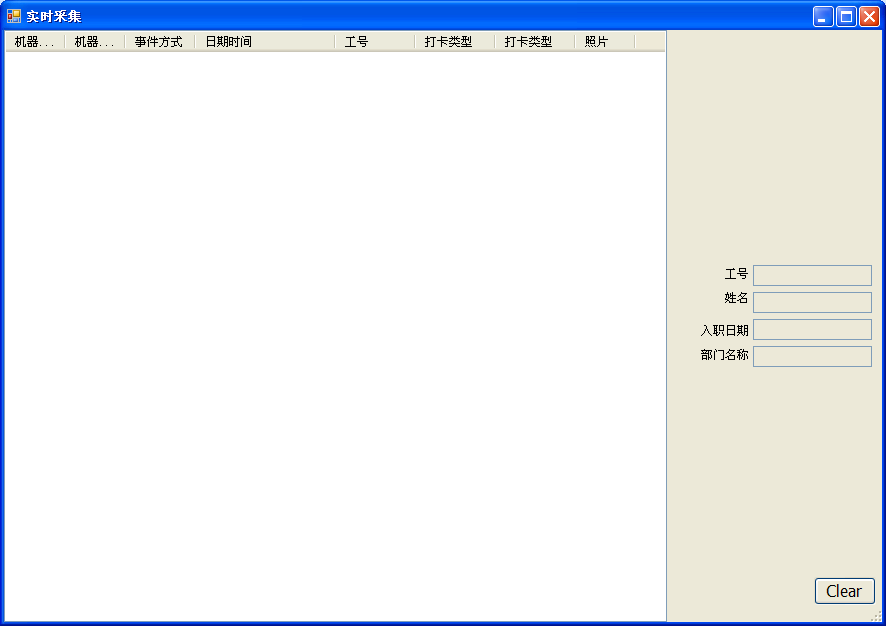 实时采集
机器... 机器... 事件方式 日期时间 工号 打卡类型 打卡类型 照片
工号
姓名
入职日期
部门名称
Clear